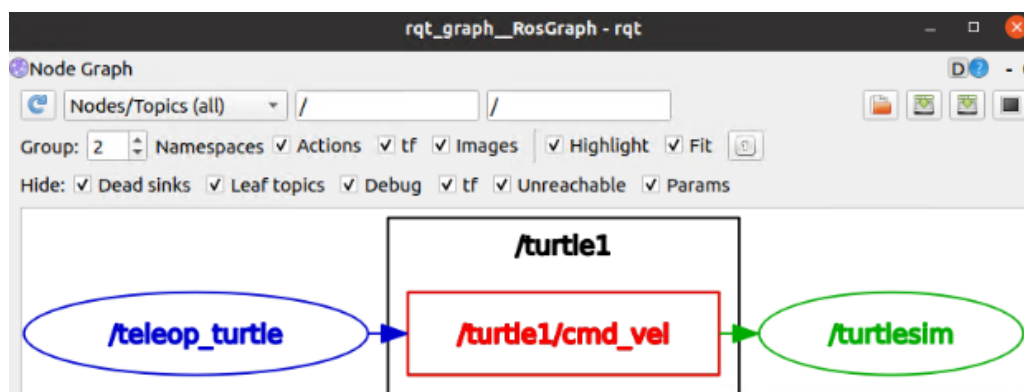 rqt_graph__RosGraph - rqt
Node Graph
D ? -
Nodes/Topics (all) / /
Group: 2 Namespaces Actions tf Images Highlight Fit
Hide: Dead sinks Leaf topics Debug tf Unreachable Params
/turtle1
/teleop_turtle /turtle1/cmd_vel /turtlesim